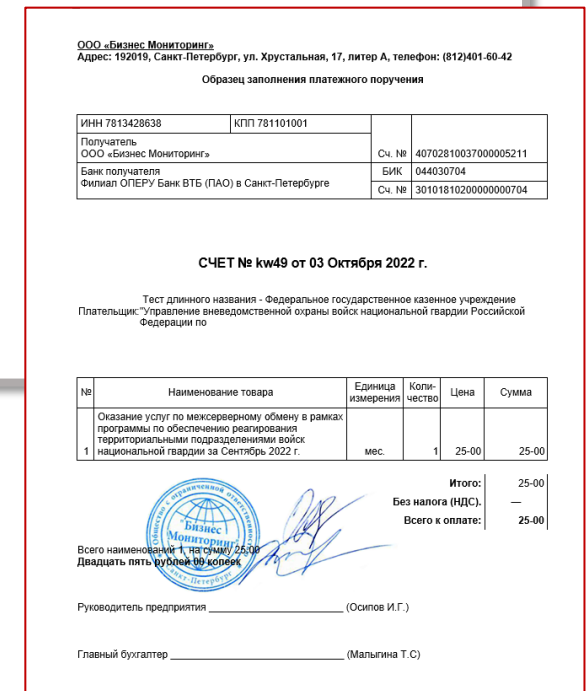 ООО «Бизнес Мониторинг»
Адрес: 192019, Санкт-Петербург, ул. Хрустальная, 17, литер А, телефон: (812)401-60-42
Образец заполнения платежного поручения
ИНН 7813428638 КПП 781101001
Получатель
ООО «Бизнес Мониторинг» Сч. № 40702810037000005211
Банк получателя БИК 044030704
Филиал ОПЕРУ Банк ВТБ (ПАО) в Санкт-Петербурге
Сч. № 30101810200000000704
СЧЕТ № kw49 от 03 Октября 2022 г.
Тест длинного названия - Федеральное государственное казенное учреждение
Плательщик: "Управление вневедомственной охраны войск национальной гвардии Российской
Федерации по
№ Наименование товара Единица измерения Коли-чество Цена Сумма
Оказание услуг по межсерверному обмену в рамках
программы по обеспечению реагирования
территориальными подразделениями войск
1 национальной гвардии за Сентябрь 2022 г. мес. 1 25-00 25-00
Итого: 25-00
Без налога (НДС). —
Всего к оплате: 25-00
Общество с ограниченной ответственностью
"Бизнес
Мониторинг"
Санкт-Петербург
Всего наименований 1, на сумму 25.00
Двадцать пять рублей 00 копеек
Руководитель предприятия (Осипов И.Г.)
Главный бухгалтер (Малыгина Т.С)